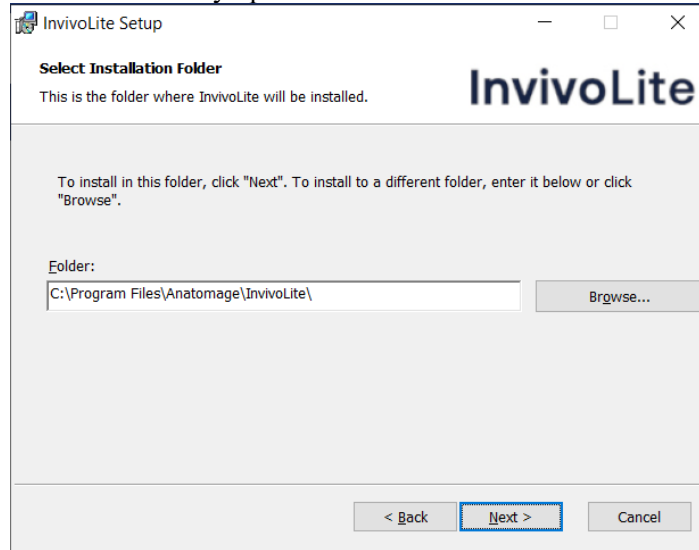 InvivoLite Setup
Select Installation Folder
This is the folder where InvivoLite will be installed.
InvivoLite
To install in this folder, click "Next". To install to a different folder, enter it below or click
"Browse".
Folder:
C:\Program Files\Anatomage\InvivoLite\
Browse...
< Back
Next >
Cancel